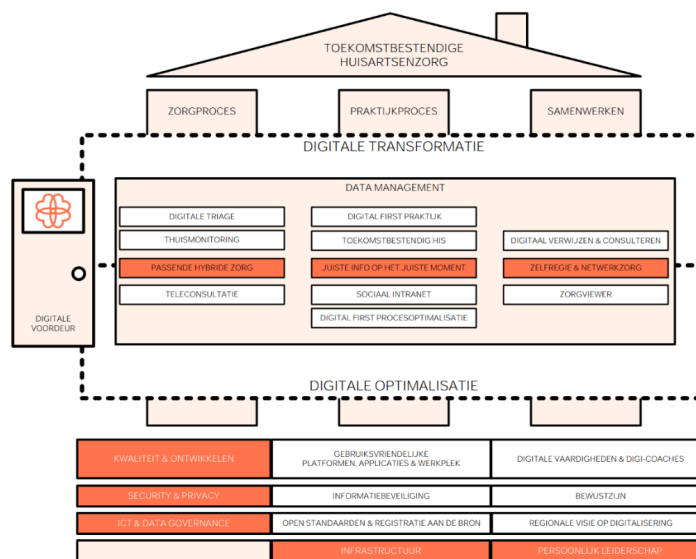 TOEKOMSTBESTENDIGE
HUISARTSENZORG
ZORGPROCES
PRAKTIJKPROCES
SAMENWERKEN
DIGITALE TRANSFORMATIE
DATA MANAGEMENT
DIGITALE TRIAGE
DIGITAL FIRST PRAKTIJK
THUISMONITORING
TOEKOMSTBESTENDIG HIS
DIGITAAL VERWIJZEN & CONSULTEREN
PASSENDE HYBRIDE ZORG
JUISTE INFO OP HET JUISTE MOMENT
ZELFREGIE & NETWERKZORG
TELECONSULTATIE
SOCIAAL INTRANET
ZORGVIEWER
DIGITAL FIRST PROCESOPTIMALISATIE
DIGITALE
VOORDEUR
DIGITALE OPTIMALISATIE
KWALITEIT & ONTWIKKELEN
GEBRUIKSVRIENDELIJKE
PLATFORMEN, APPLICATIES & WERKPLEK
DIGITALE VAARDIGHEDEN & DIGI-COACHES
SECURITY & PRIVACY
INFORMATIEBEVEILIGING
BEWUSTZIJN
ICT & DATA GOVERNANCE
OPEN STANDAARDEN & REGISTRATIE AAN DE BRON
REGIONALE VISIE OP DIGITALISERING
INFRASTRUCTUUR
PERSOONLIJK LEIDERSCHAP